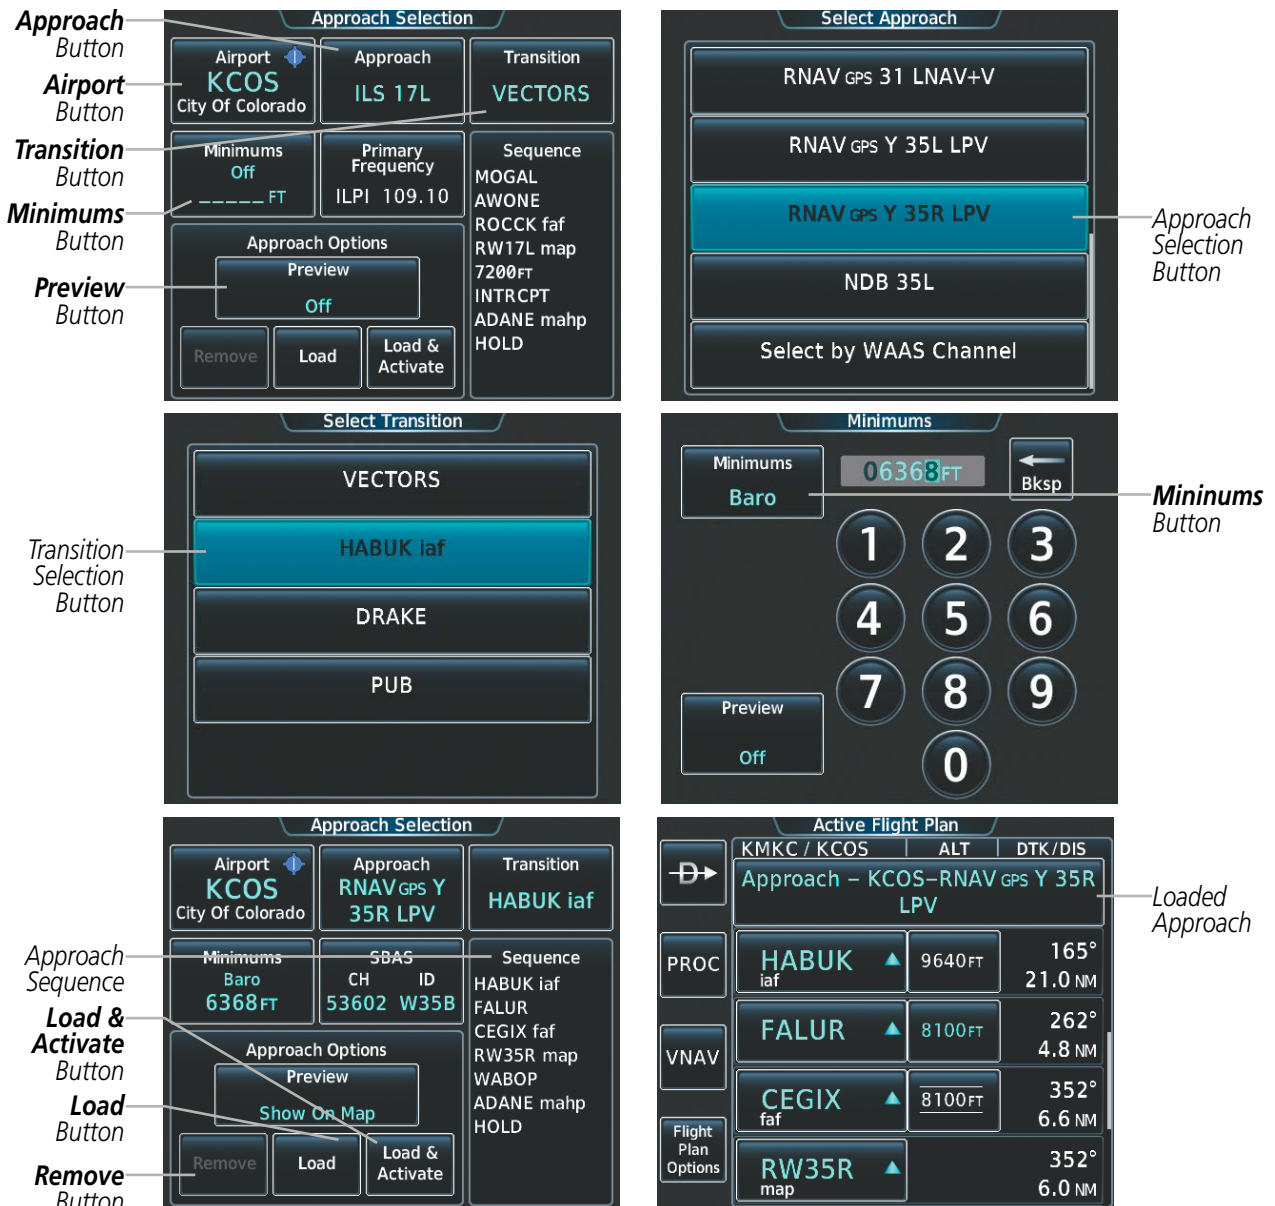 Approach
Button
Airport
Button
Transition
Button
Minimums
Button
Preview
Button
Approach Selection
Airport
KCOS
City Of Colorado
Approach
ILS 17L
Transition
VECTORS
Minimums
Off
_____FT
Primary
Frequency
ILPI 109.10
Sequence
MOGAL
AWONE
ROCCK faf
RW17L map
7200FT
INTRCPT
ADANE mahp
HOLD
Approach Options
Preview
Off
Remove
Load
Load &
Activate
Select Approach
RNAV GPS 31 LNAV+V
RNAV GPS Y 35L LPV
RNAV GPS Y 35R LPV
NDB 35L
Select by WAAS Channel
Approach
Selection
Button
Transition
Selection
Button
Select Transition
VECTORS
HABUK iaf
DRAKE
PUB
Minimums
Minimums
Baro
06368FT
Bksp
1 2 3
4 5 6
7 8 9
0
Preview
Off
Mininums
Button
Approach
Sequence
Load &
Activate
Button
Load
Button
Remove
Button
Approach Selection
Airport
KCOS
City Of Colorado
Approach
RNAV GPS Y
35R LPV
Transition
HABUK iaf
Minimums
Baro
6368FT
SBAS
CH ID
53602 W35B
Sequence
HABUK iaf
FALUR
CEGIX faf
RW35R map
WABOP
ADANE mahp
HOLD
Approach Options
Preview
Show On Map
Remove
Load
Load &
Activate
Active Flight Plan
KMKC / KCOS ALT DTK/DIS
D
PROC
VNAV
Flight
Plan
Options
Approach – KCOS–RNAV GPS Y 35R
LPV
HABUK
iaf
9640FT
165°
21.0 NM
FALUR
8100FT
262°
4.8 NM
CEGIX
faf
8100FT
352°
6.6 NM
RW35R
map
352°
6.0 NM
Loaded
Approach